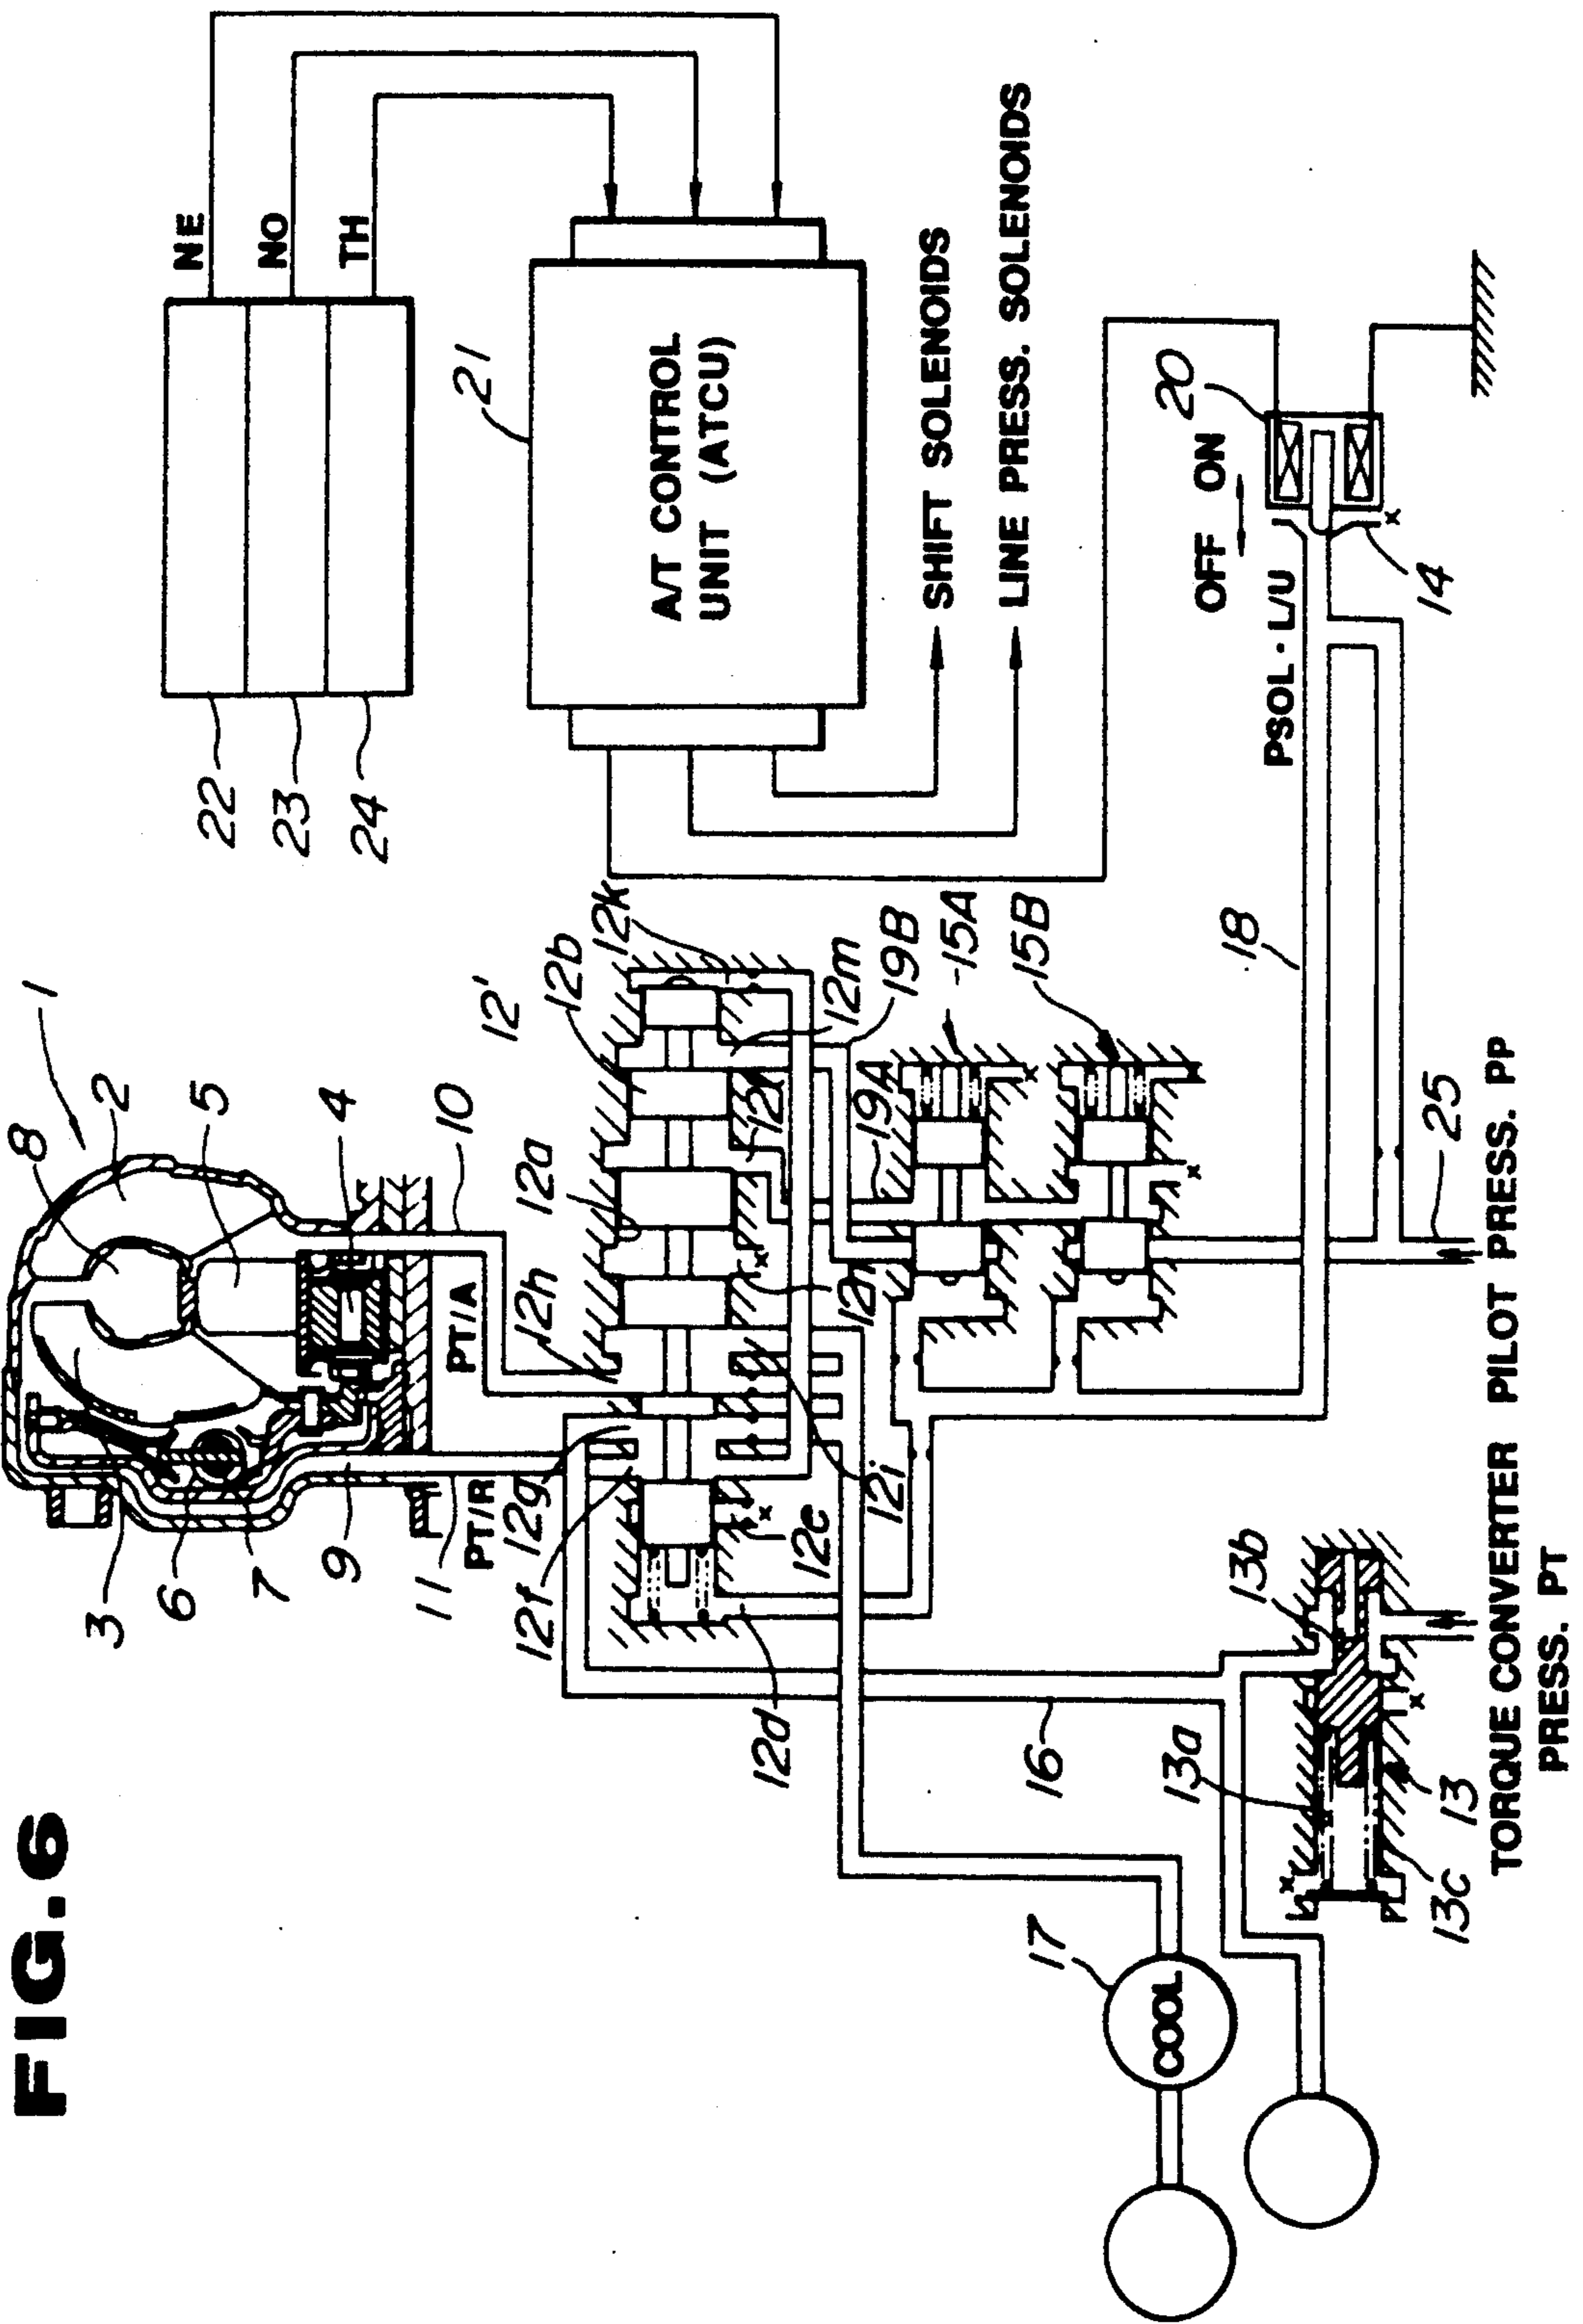 FIG.6
1
2
8
5
4
10
3
6
7
9
11
PT/A
PT/R
NE
NO
TH
22
23
24
21
A/T CONTROL
UNIT (ATCU)
SHIFT SOLENOIDS
LINE PRESS. SOLENOIDS
12'
12b
12k
12a
12h
12l
12m
12n
12g
12f
12e
12i
12d
19B
19A
15A
15B
18
20
OFF ON
PSOL·L/U
14
25
16
17
COOL
13a
13b
13
13c
TORQUE CONVERTER
PRESS. PT
PILOT PRESS. PP